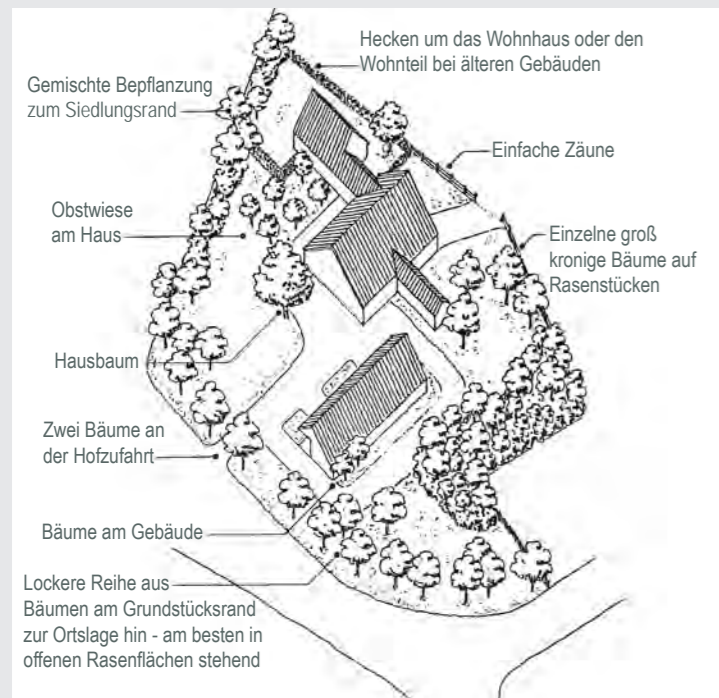 Hecken um das Wohnhaus oder den
Wohnteil bei älteren Gebäuden
Gemischte Bepflanzung
zum Siedlungsrand
Einfache Zäune
Obstwiese
am Haus
Einzelne groß
kronige Bäume auf
Rasenstücken
Hausbaum
Zwei Bäume an
der Hofzufahrt
Bäume am Gebäude
Lockere Reihe aus
Bäumen am Grundstücksrand
zur Ortslage hin - am besten in
offenen Rasenflächen stehend